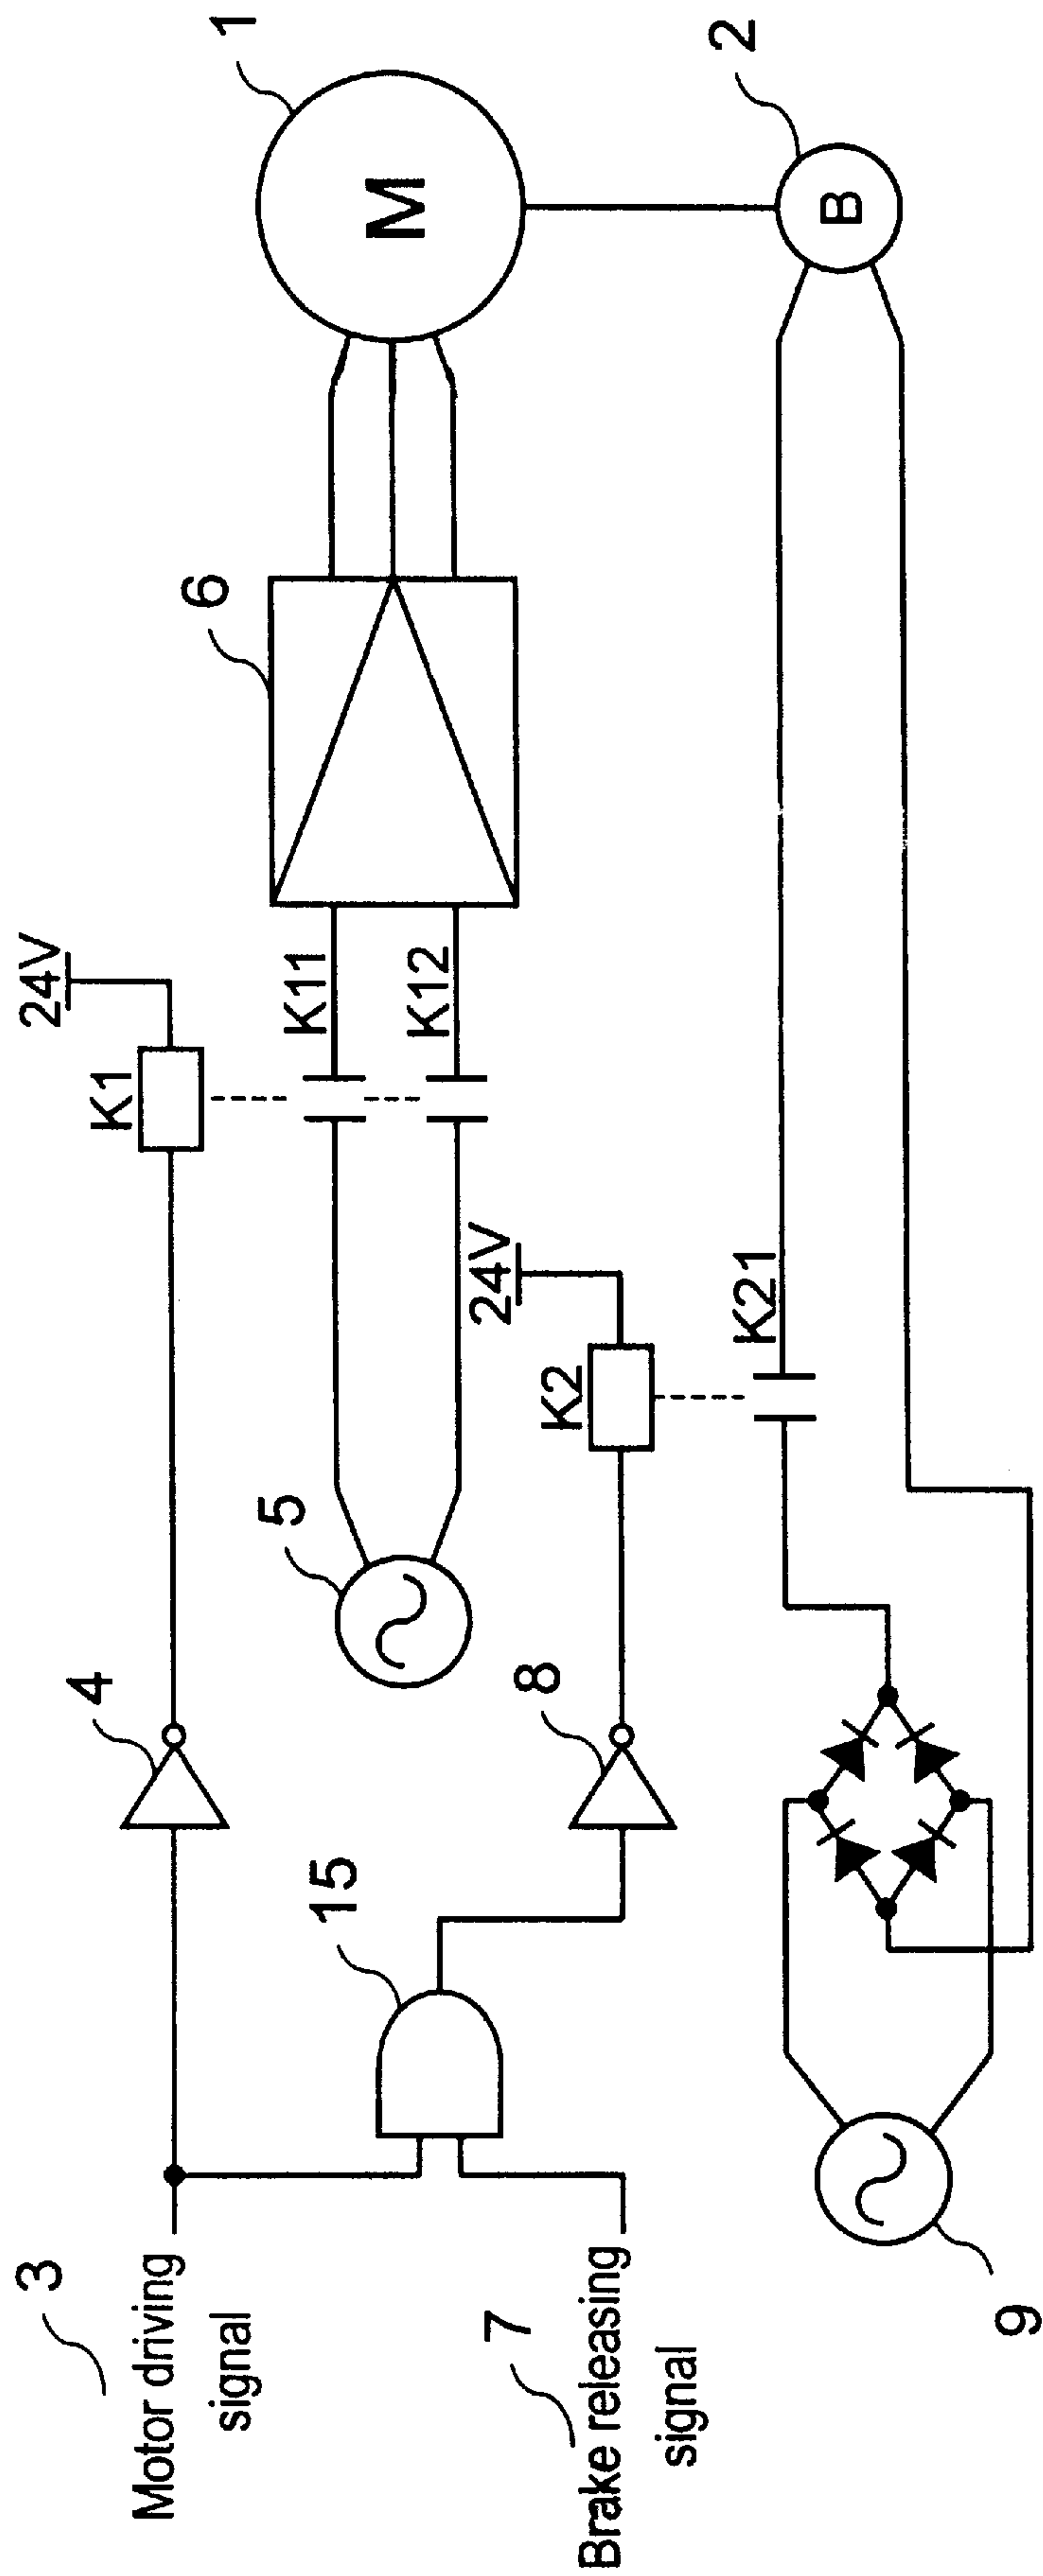 3
Motor driving
signal
4
K1
24V
15
5
K11
K12
6
M
1
7
Brake releasing
signal
8
K2
24V
K21
9
B
2